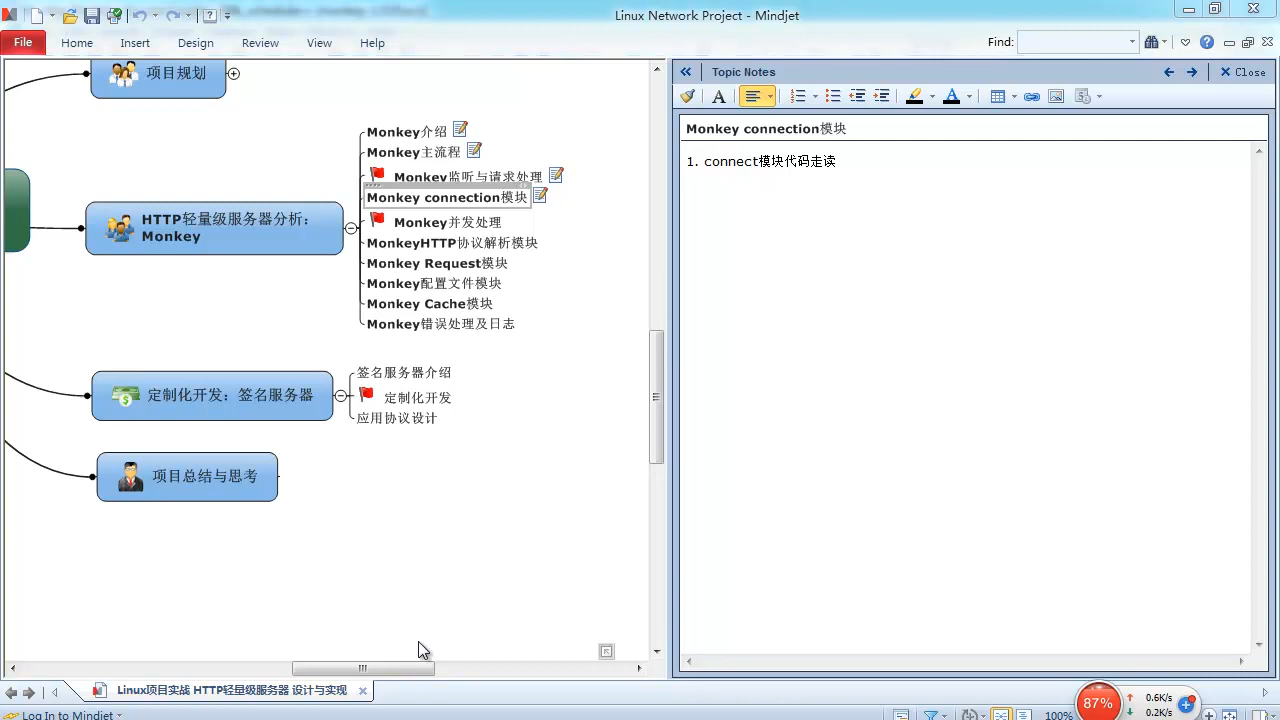 Linux Network Project - Mindjet
File Home Insert Design Review View Help Find:
项目规划
Monkey介绍
Monkey主流程
Monkey监听与请求处理
Monkey connection模块
Monkey并发处理
MonkeyHTTP协议解析模块
Monkey Request模块
Monkey配置文件模块
Monkey Cache模块
Monkey错误处理及日志
HTTP轻量级服务器分析：
Monkey
定制化开发：签名服务器
签名服务器介绍
定制化开发
应用协议设计
项目总结与思考
Topic Notes
Close
Monkey connection模块
1. connect模块代码走读
Linux项目实战 HTTP轻量级服务器 设计与实现
Log In to Mindjet
87%
0.6K/s
0.2K/s
100%